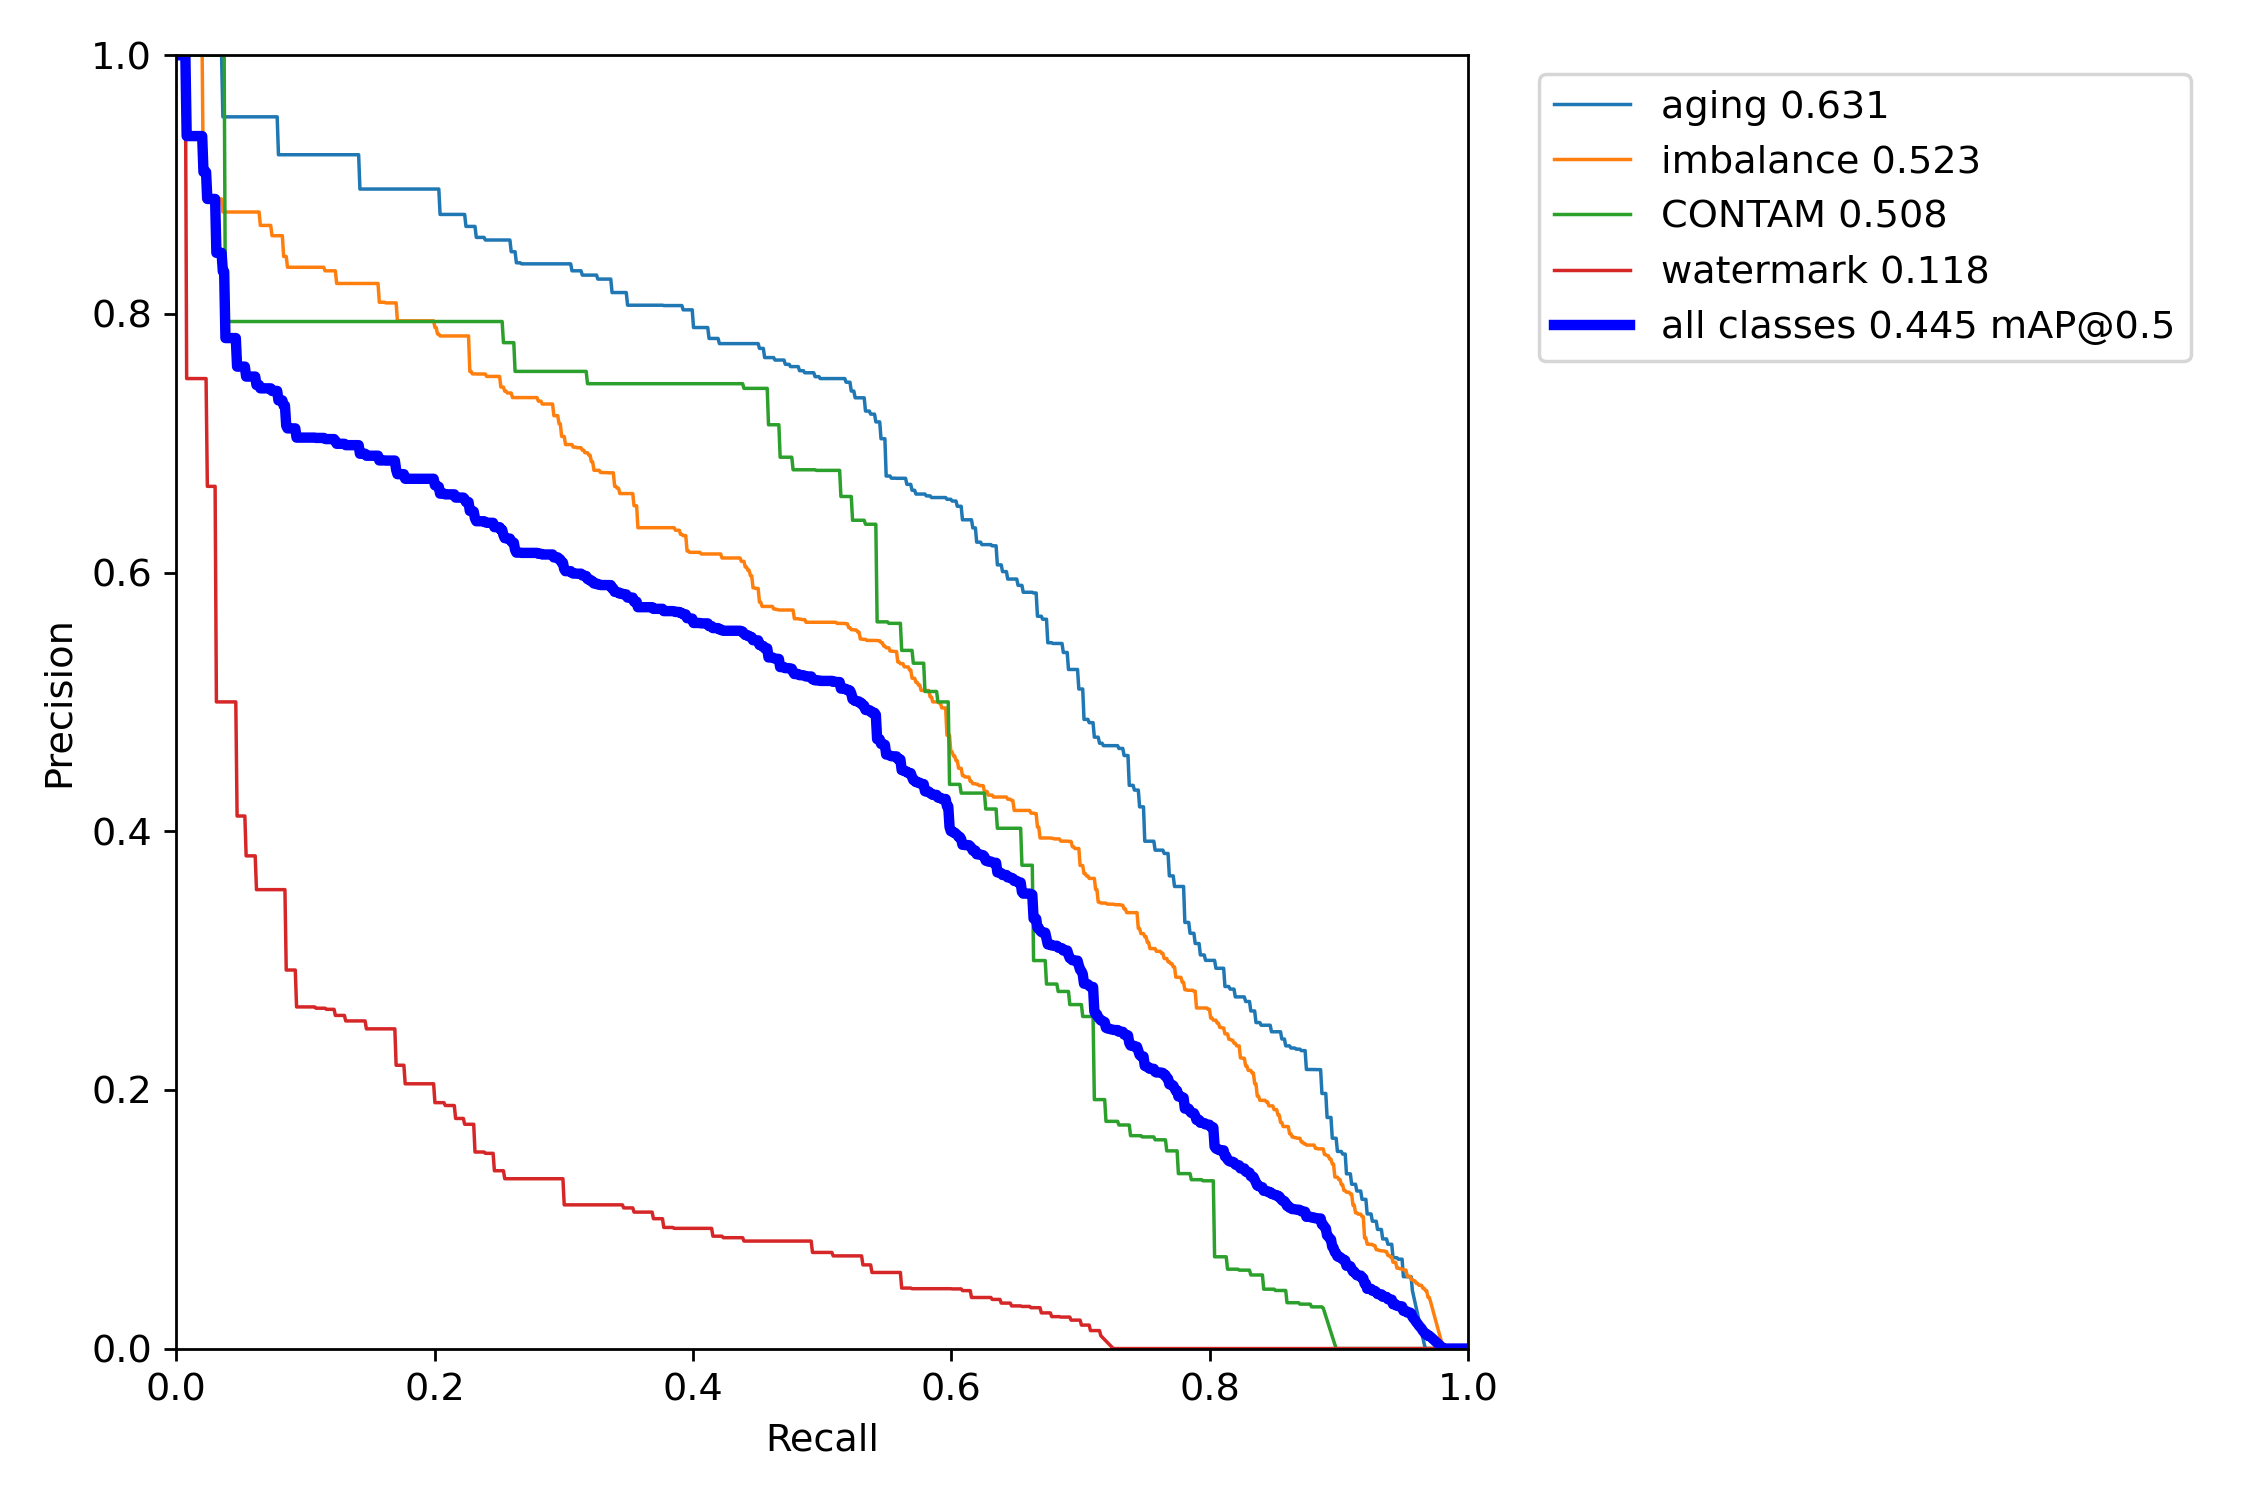 1.0
0.8
0.6
0.4
0.2
0.0
Precision
0.0 0.2 0.4 0.6 0.8 1.0
Recall
aging 0.631
imbalance 0.523
CONTAM 0.508
watermark 0.118
all classes 0.445 mAP@0.5